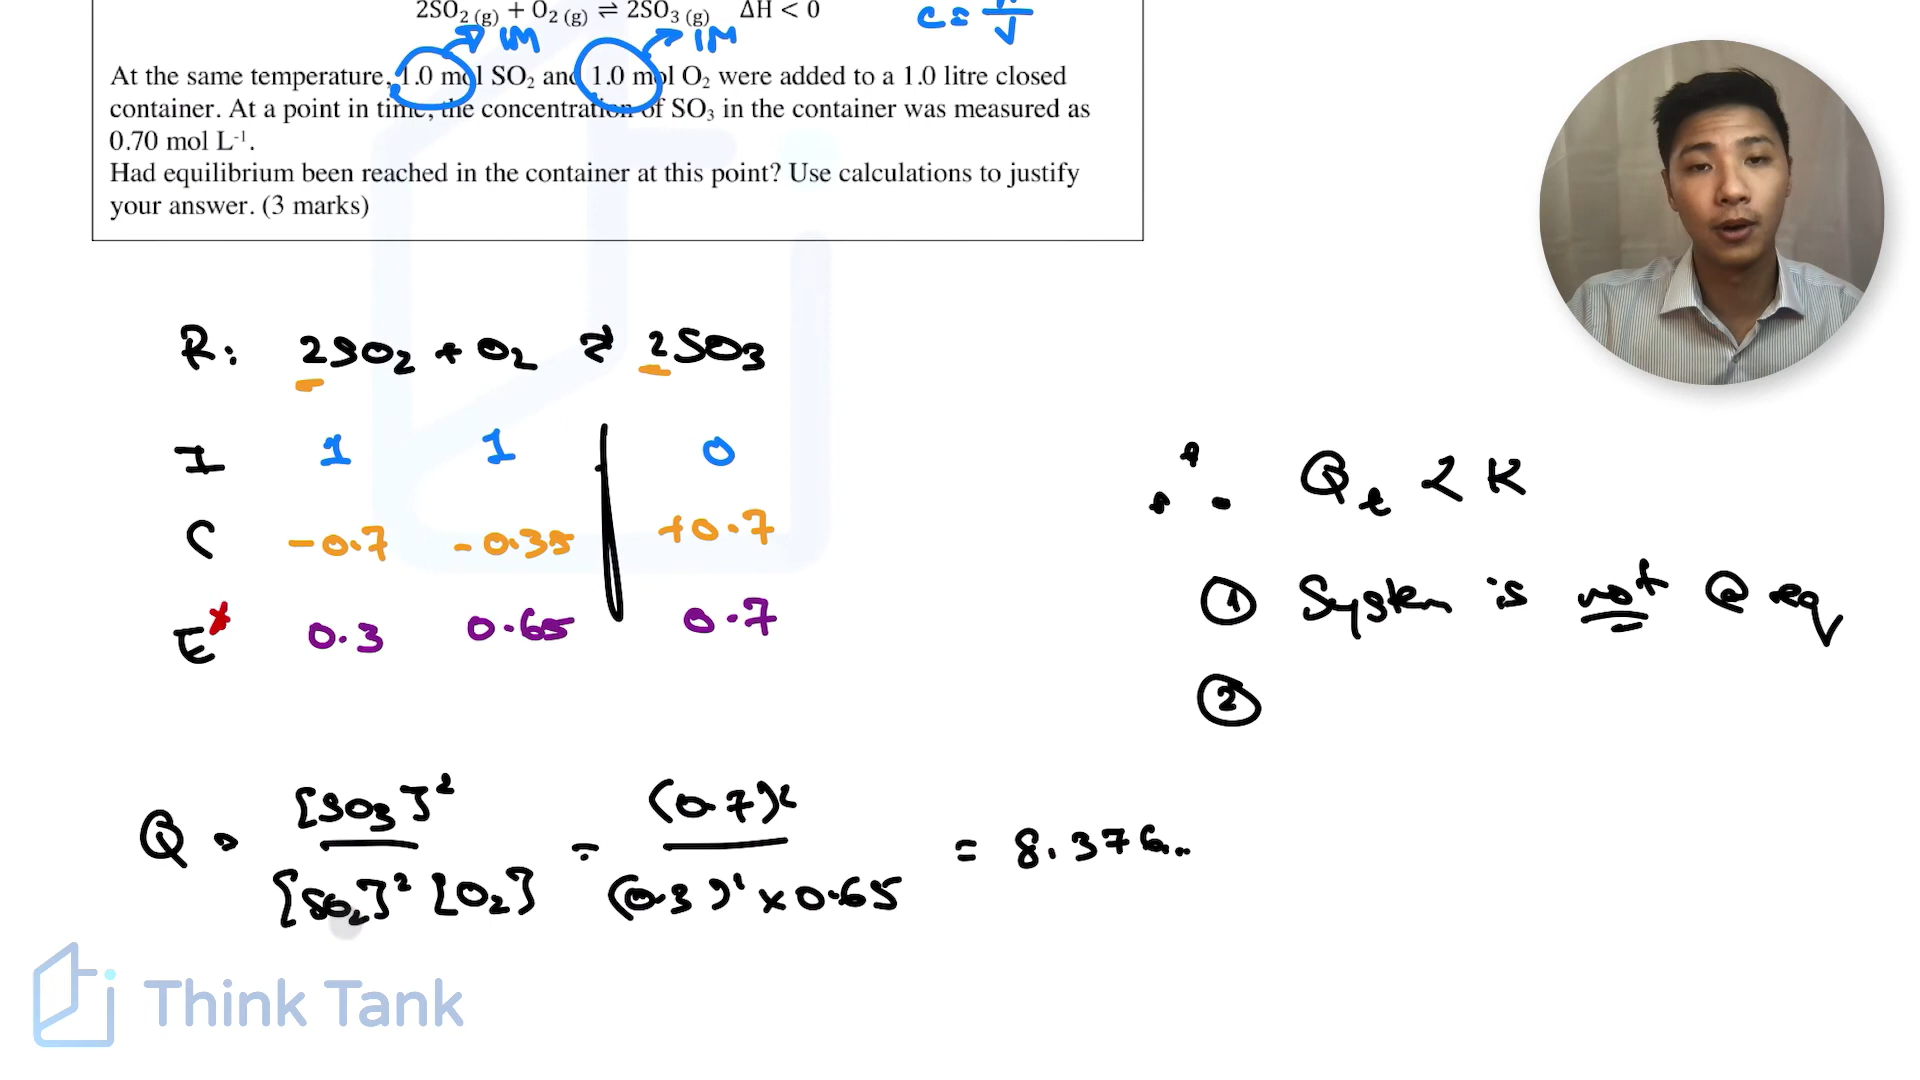 2SO₂ (g) + O₂ (g) ⇌ 2SO₃ (g) ΔH < 0
1M 1M
At the same temperature, 1.0 mol SO₂ and 1.0 mol O₂ were added to a 1.0 litre closed
container. At a point in time, the concentration of SO₃ in the container was measured as
0.70 mol L⁻¹.
Had equilibrium been reached in the container at this point? Use calculations to justify
your answer. (3 marks)
R: 2SO₂ + O₂ ⇌ 2SO₃
I 1 1 0
C -0.7 -0.35 +0.7
E* 0.3 0.65 0.7
∴ Qt < K
① System is not @ eq
②
Q = [SO₃]² / [SO₂]² [O₂] = (0.7)² / (0.3)² × 0.65 = 8.376...
Think Tank